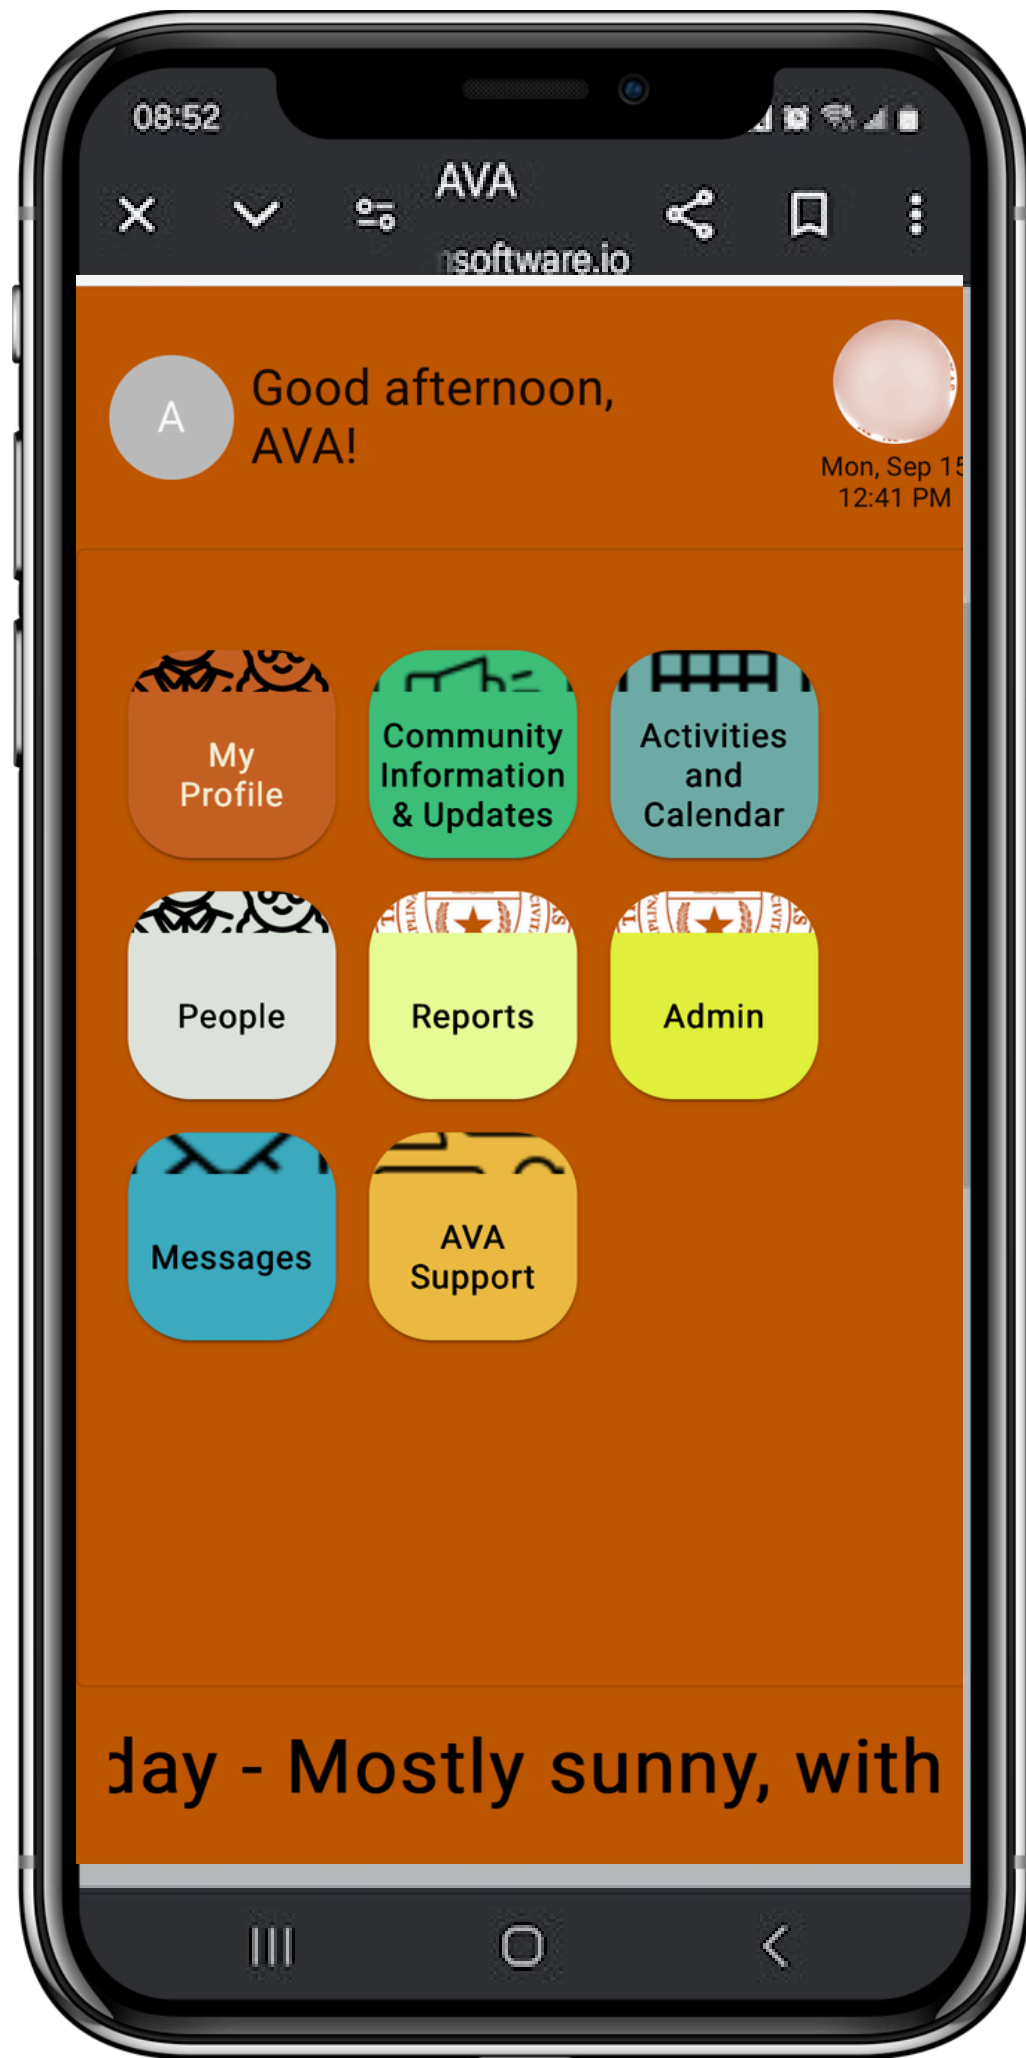 08:52
AVA
software.io
A
Good afternoon,
AVA!
Mon, Sep 15
12:41 PM
My
Profile
Community
Information
& Updates
Activities
and
Calendar
People
Reports
Admin
Messages
AVA
Support
day - Mostly sunny, with